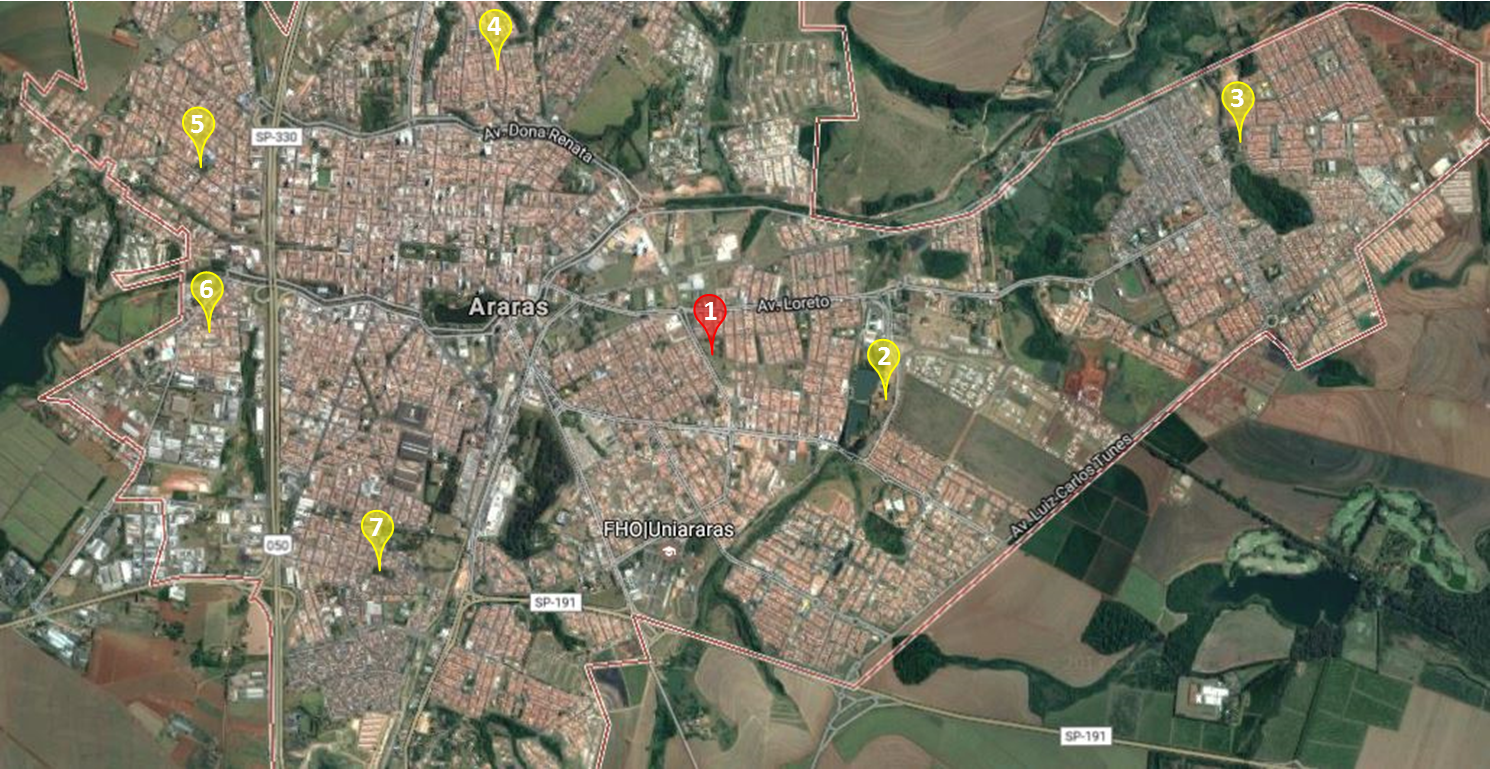 4
3
5
SP-330
Av. Dona Renata
6
Araras
1
Av. Loreto
2
Av. Luiz Carlos Tunes
7
FHO|Uniararas
050
SP-191
SP-191